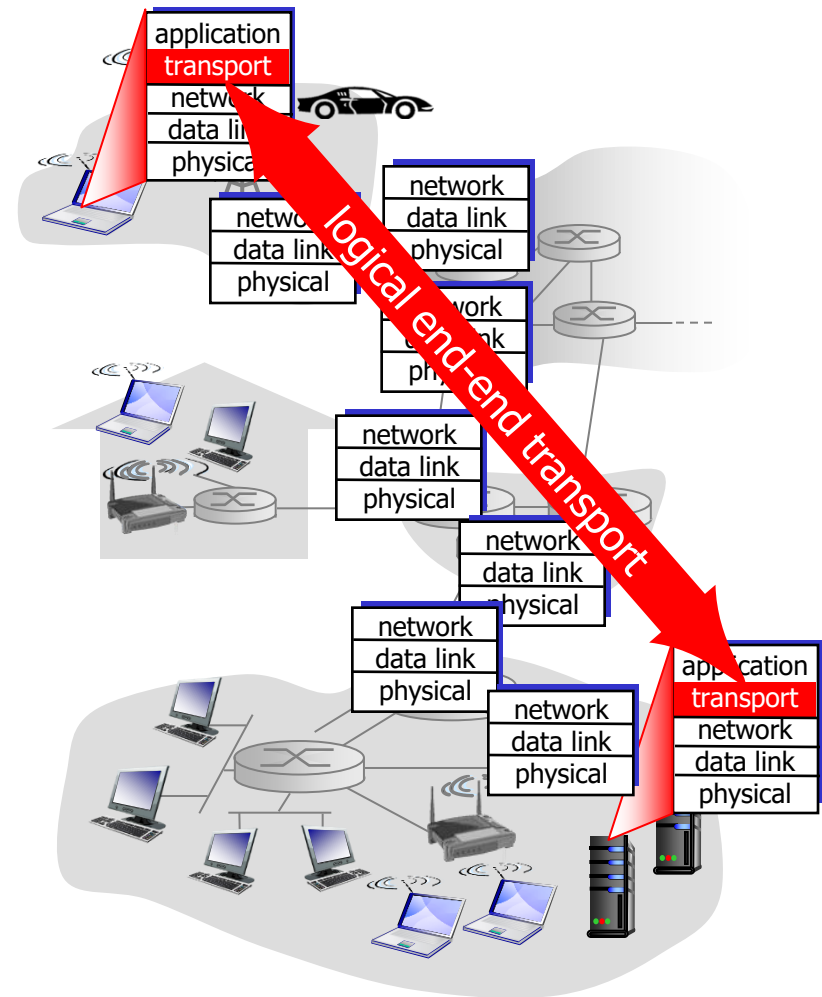 application
transport
network
data link
physical
network
data link
physical
network
data link
physical
logical end-end transport
network
data link
physical
network
data link
physical
network
data link
physical
network
data link
physical
application
transport
network
data link
physical